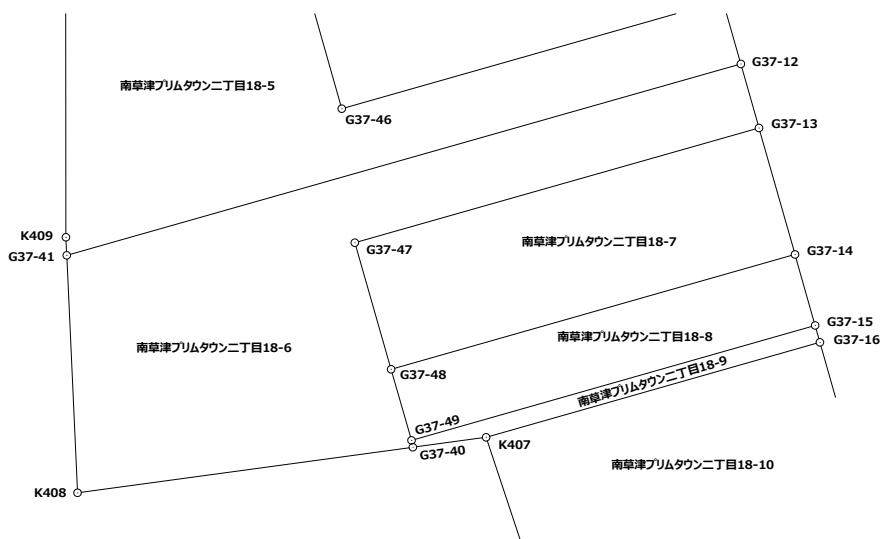 G37-12
南草津プリムタウン二丁目18-5
G37-46
G37-13
K409
G37-41
G37-47
南草津プリムタウン二丁目18-7
G37-14
G37-15
南草津プリムタウン二丁目18-8
G37-16
南草津プリムタウン二丁目18-6
G37-48
南草津プリムタウン二丁目18-9
G37-49
K407
G37-40
南草津プリムタウン二丁目18-10
K408